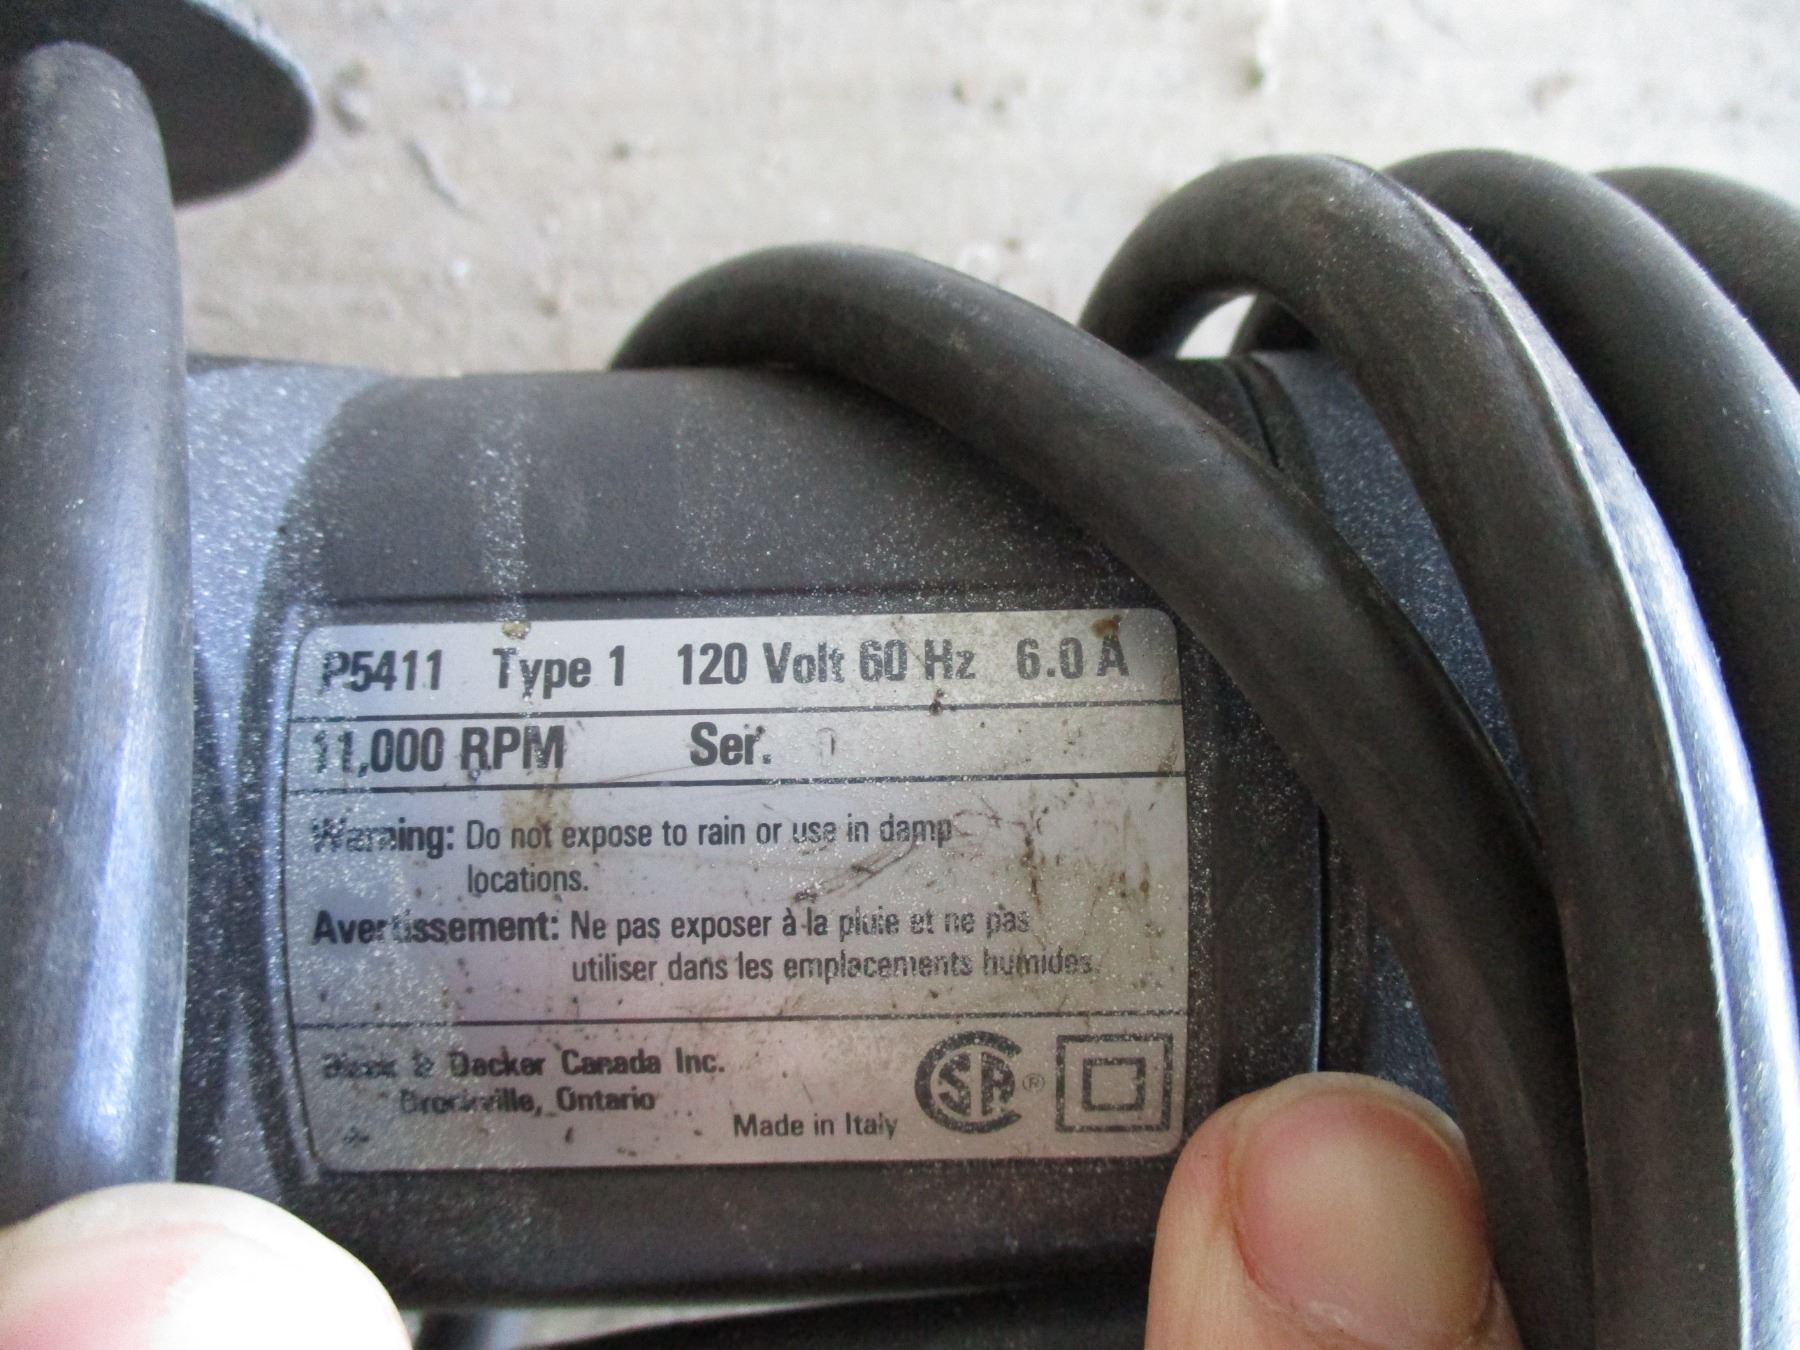 P5411 Type 1 120 Volt 60 Hz 6.0 A
11,000 RPM Ser.
Warning: Do not expose to rain or use in damp
locations.
Avertissement: Ne pas exposer à la pluie et ne pas
utiliser dans les emplacements humides.
Black & Decker Canada Inc.
Brockville, Ontario
Made in Italy
CSA ®